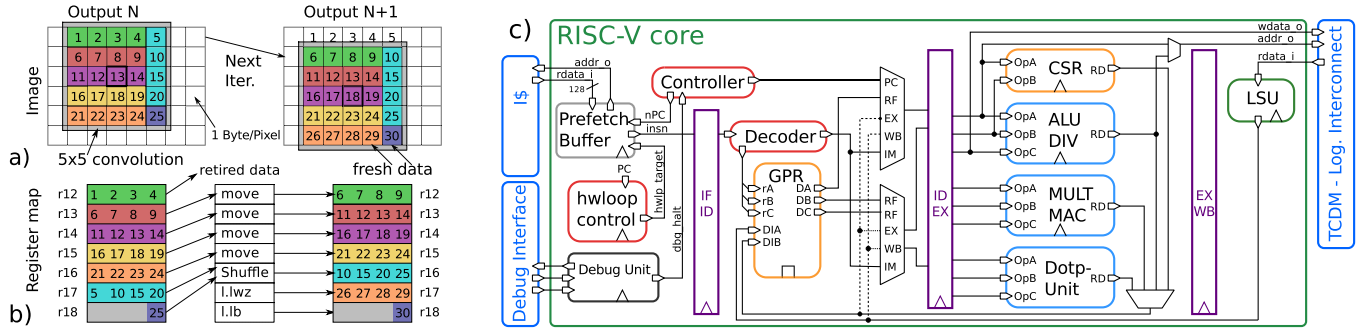 Output N
Output N+1
1 2 3 4 5
6 7 8 9 10
11 12 13 14 15
16 17 18 19 20
21 22 23 24 25
1 2 3 4 5
6 7 8 9 10
11 12 13 14 15
16 17 18 19 20
21 22 23 24 25
26 27 28 29 30
Image
Next
Iter.
1 Byte/Pixel
a)
5x5 convolution
fresh data
retired data
Register map
b)
r12 1 2 3 4 move 6 7 8 9 r12
r13 6 7 8 9 move 11 12 13 14 r13
r14 11 12 13 14 move 16 17 18 19 r14
r15 16 17 18 19 move 21 22 23 24 r15
r16 21 22 23 24 Shuffle 10 15 20 25 r16
r17 5 10 15 20 l.lwz 26 27 28 29 r17
r18 25 l.lb 30 r18
c)
RISC-V core
I$
Debug Interface
addr_o
rdata_i
128
Prefetch
Buffer
nPC
insn
PC
hwloop
control
hwlp_target
dbg_halt
Debug Unit
Controller
IF
ID
Decoder
GPR
rA
rB
rC
DA
DB
DC
DIA
DIB
PC
RF
EX
WB
IM
RF
RF
EX
WB
IM
ID
EX
OpA
OpB
CSR
RD
OpA
OpB
OpC
ALU
DIV
RD
OpA
OpB
OpC
MULT
MAC
RD
OpA
OpB
OpC
Dotp-
Unit
RD
EX
WB
wdata_o
addr_o
rdata_i
LSU
TCDM - Log. Interconnect